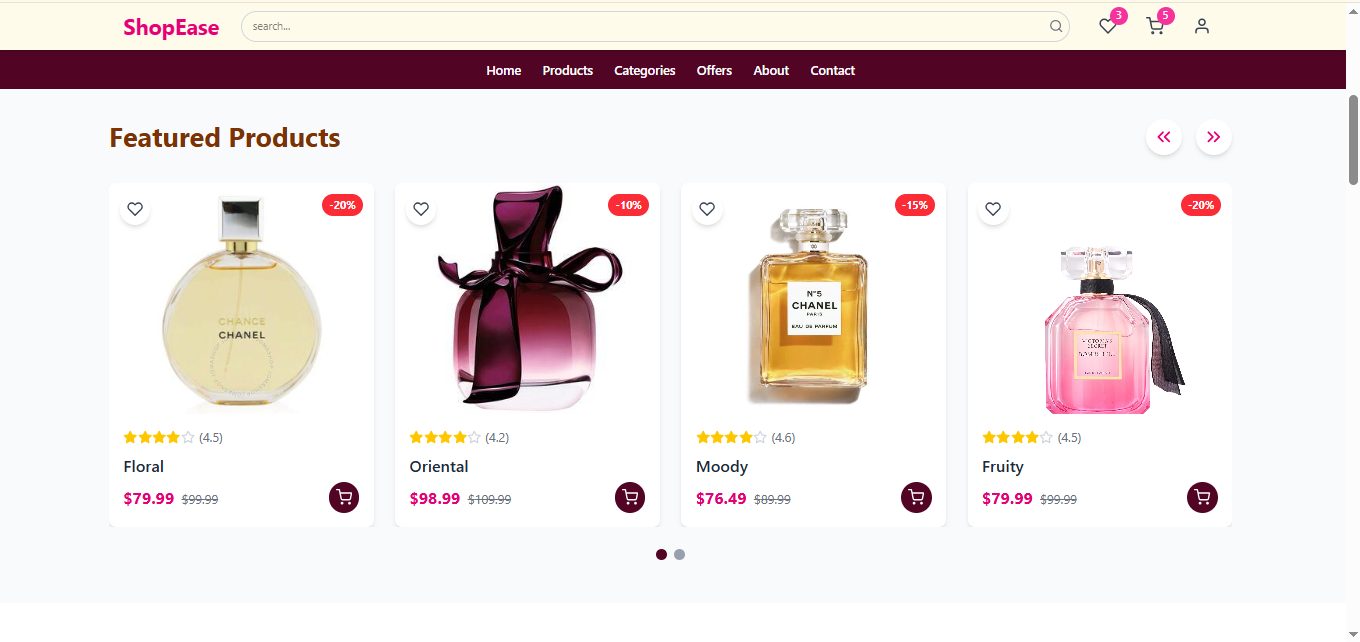 ShopEase
search...
3
5
Home Products Categories Offers About Contact
Featured Products
-20%
CHANCE
CHANEL
(4.5)
Floral
$79.99 $99.99
-10%
(4.2)
Oriental
$98.99 $109.99
-15%
N°5
CHANEL
PARIS
EAU DE PARFUM
(4.6)
Moody
$76.49 $89.99
-20%
VICTORIA'S
SECRET
(4.5)
Fruity
$79.99 $99.99